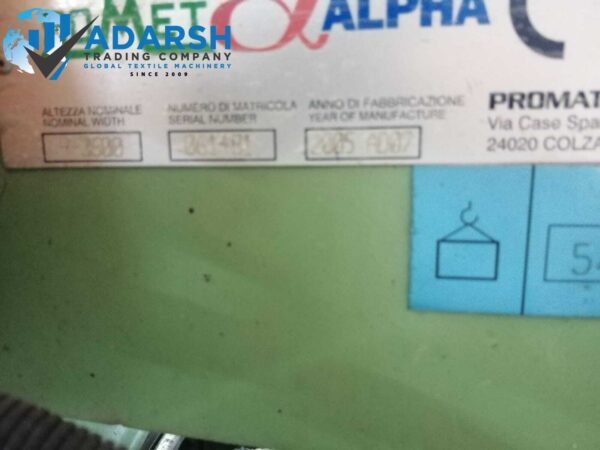 ADARSH
TRADING COMPANY
GLOBAL TEXTILE MACHINERY
SINCE 2009
ALPHA
ALTEZZA NOMINALE
NOMINAL WIDTH
NUMERO DI MATRICOLA
SERIAL NUMBER
ANNO DI FABBRICAZIONE
YEAR OF MANUFACTURE
2005
PROMAT
Via Case Spa
24020 COLZA